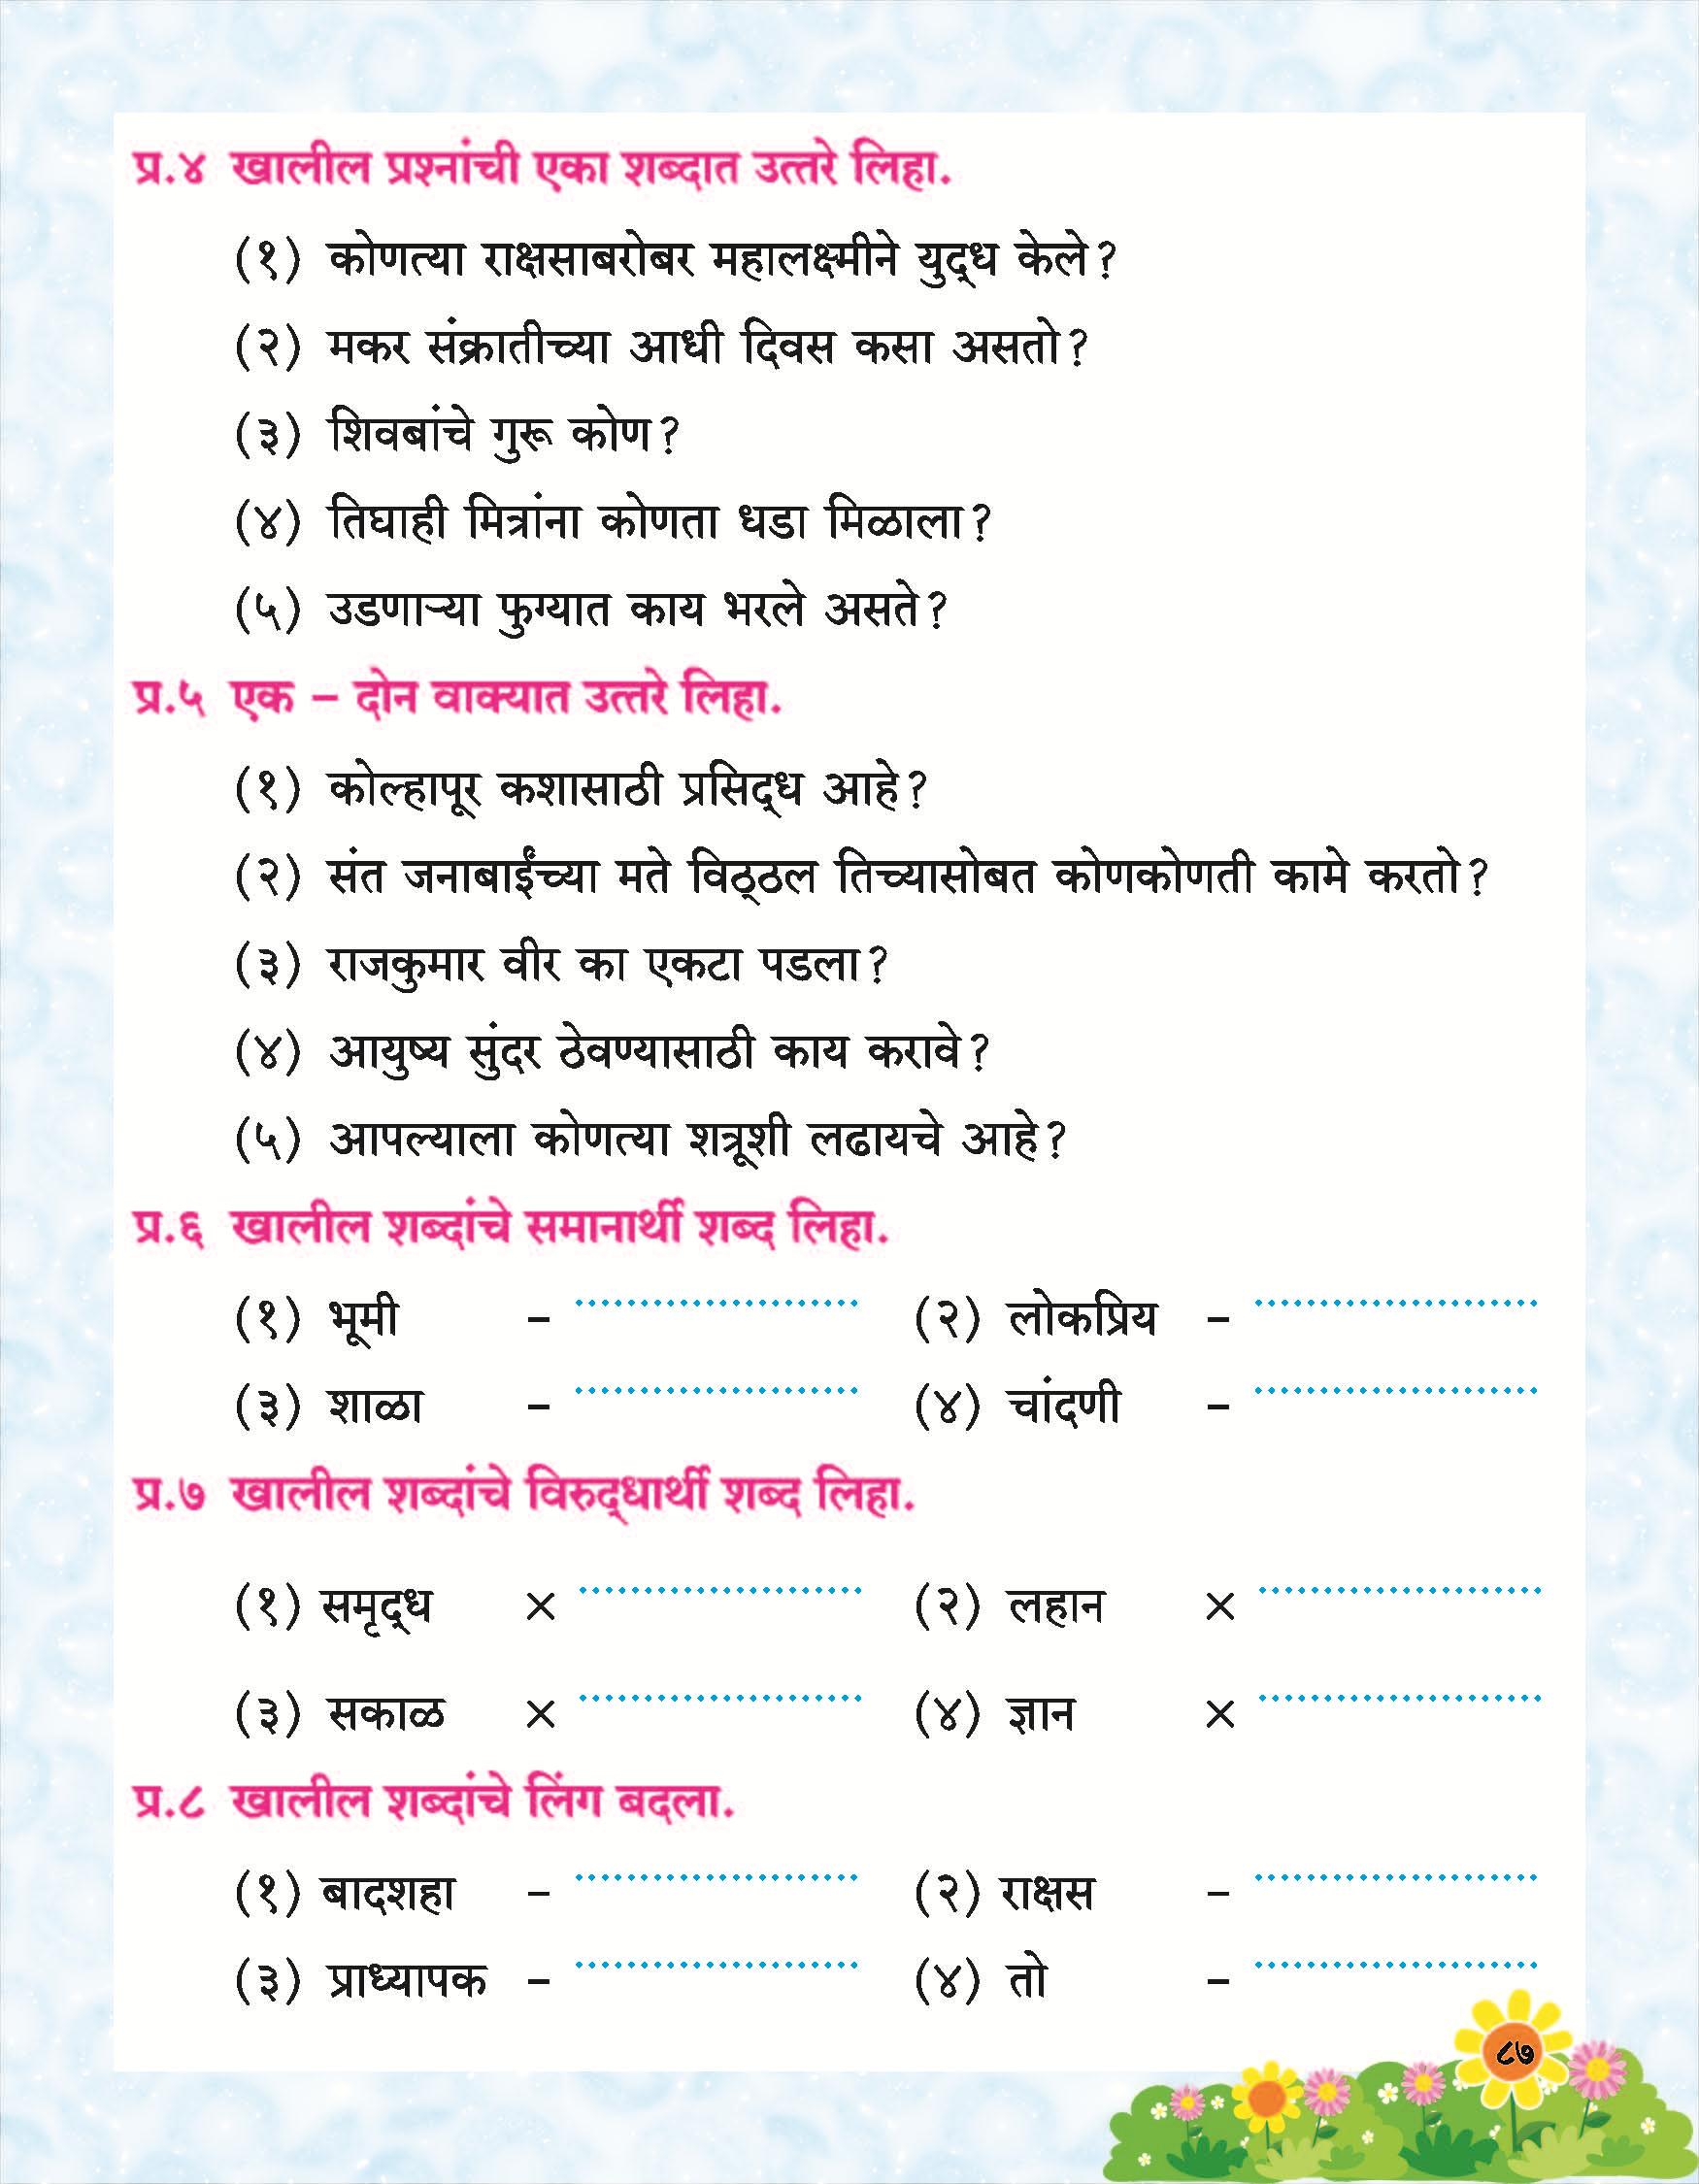 प्र.४ खालील प्रश्नांची एका शब्दात उत्तरे लिहा.
(१) कोणत्या राक्षसाबरोबर महालक्ष्मीने युद्ध केले?
(२) मकर संक्रातीच्या आधी दिवस कसा असतो?
(३) शिवबांचे गुरू कोण?
(४) तिघाही मित्रांना कोणता धडा मिळाला?
(५) उडणाऱ्या फुग्यात काय भरले असते?
प्र.५ एक – दोन वाक्यात उत्तरे लिहा.
(१) कोल्हापूर कशासाठी प्रसिद्ध आहे?
(२) संत जनाबाईंच्या मते विठ्ठल तिच्यासोबत कोणकोणती कामे करतो?
(३) राजकुमार वीर का एकटा पडला?
(४) आयुष्य सुंदर ठेवण्यासाठी काय करावे?
(५) आपल्याला कोणत्या शत्रूशी लढायचे आहे?
प्र.६ खालील शब्दांचे समानार्थी शब्द लिहा.
(१) भूमी – ...................... (२) लोकप्रिय – ......................
(३) शाळा – ...................... (४) चांदणी – ......................
प्र.७ खालील शब्दांचे विरुद्धार्थी शब्द लिहा.
(१) समृद्ध × ...................... (२) लहान × ......................
(३) सकाळ × ...................... (४) ज्ञान × ......................
प्र.८ खालील शब्दांचे लिंग बदला.
(१) बादशहा – ...................... (२) राक्षस – ......................
(३) प्राध्यापक – ...................... (४) तो – ......................
८७